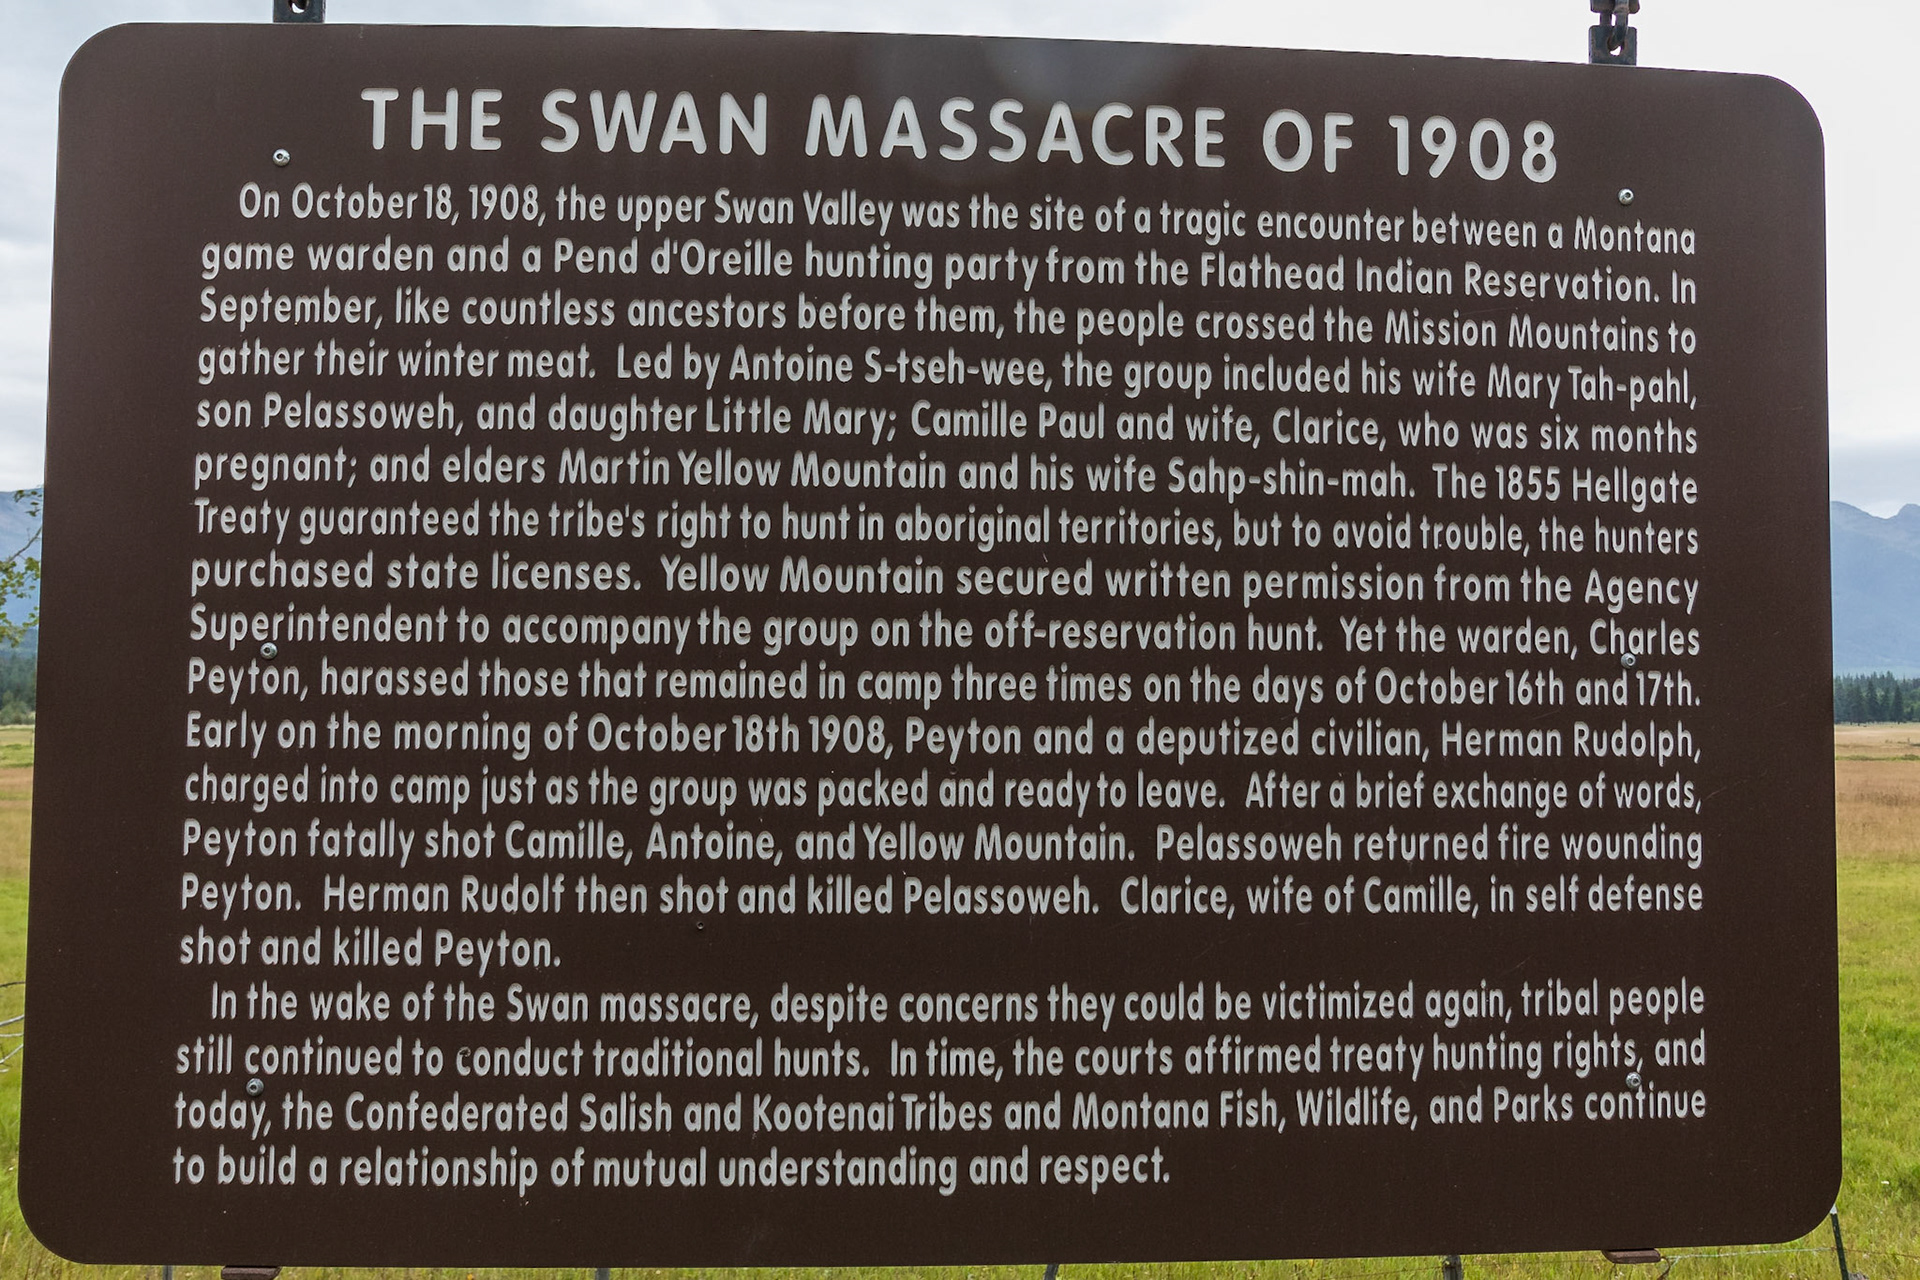 THE SWAN MASSACRE OF 1908
On October 18, 1908, the upper Swan Valley was the site of a tragic encounter between a Montana
game warden and a Pend d'Oreille hunting party from the Flathead Indian Reservation. In
September, like countless ancestors before them, the people crossed the Mission Mountains to
gather their winter meat. Led by Antoine S-tseh-wee, the group included his wife Mary Tah-pahl,
son Pelassoweh, and daughter Little Mary; Camille Paul and wife, Clarice, who was six months
pregnant; and elders Martin Yellow Mountain and his wife Sahp-shin-mah. The 1855 Hellgate
Treaty guaranteed the tribe's right to hunt in aboriginal territories, but to avoid trouble, the hunters
purchased state licenses. Yellow Mountain secured written permission from the Agency
Superintendent to accompany the group on the off-reservation hunt. Yet the warden, Charles
Peyton, harassed those that remained in camp three times on the days of October 16th and 17th.
Early on the morning of October 18th 1908, Peyton and a deputized civilian, Herman Rudolph,
charged into camp just as the group was packed and ready to leave. After a brief exchange of words,
Peyton fatally shot Camille, Antoine, and Yellow Mountain. Pelassoweh returned fire wounding
Peyton. Herman Rudolf then shot and killed Pelassoweh. Clarice, wife of Camille, in self defense
shot and killed Peyton.
In the wake of the Swan massacre, despite concerns they could be victimized again, tribal people
still continued to conduct traditional hunts. In time, the courts affirmed treaty hunting rights, and
today, the Confederated Salish and Kootenai Tribes and Montana Fish, Wildlife, and Parks continue
to build a relationship of mutual understanding and respect.